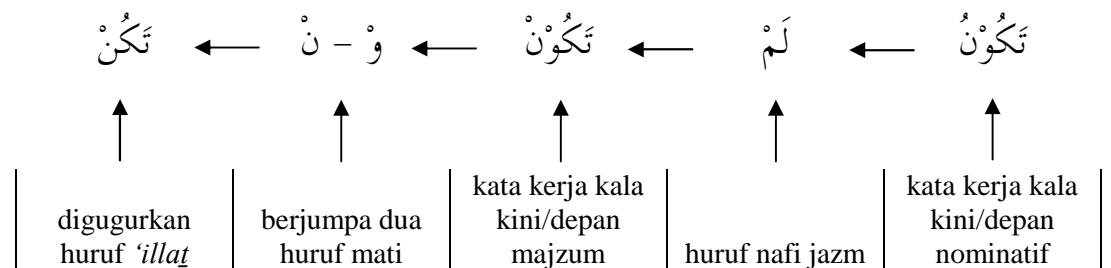 تَكُوْنُ ← لَمْ ← تَكُوْنْ ← وْ – نْ ← تَكُنْ
digugurkan huruf ‘illaṯ
berjumpa dua huruf mati
kata kerja kala kini/depan majzum
huruf nafi jazm
kata kerja kala kini/depan nominatif